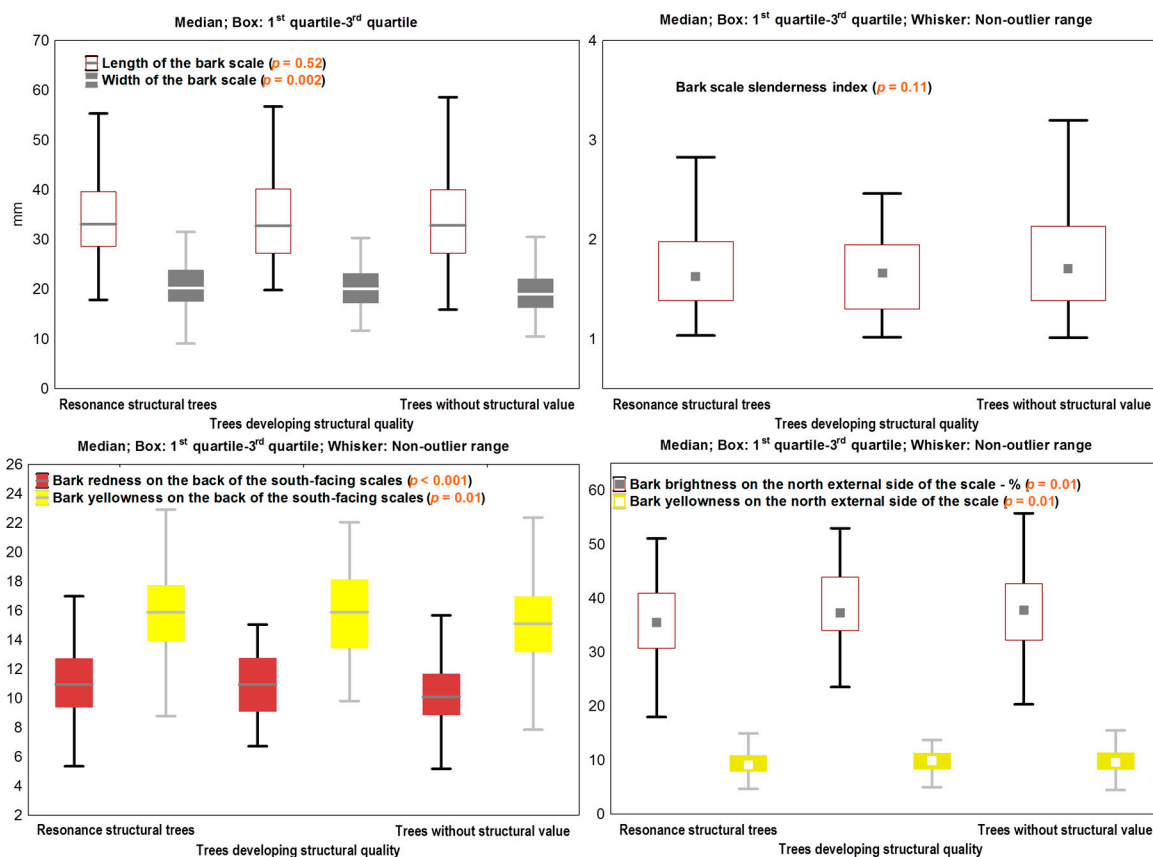 Median; Box: 1st quartile-3rd quartile
70
60
50
40
30
20
10
0
mm
Length of the bark scale (p = 0.52)
Width of the bark scale (p = 0.002)
Resonance structural trees
Trees without structural value
Trees developing structural quality
Median; Box: 1st quartile-3rd quartile; Whisker: Non-outlier range
4
3
2
1
Bark scale slenderness index (p = 0.11)
Resonance structural trees
Trees without structural value
Trees developing structural quality
Median; Box: 1st quartile-3rd quartile; Whisker: Non-outlier range
26
24
22
20
18
16
14
12
10
8
6
4
2
Bark redness on the back of the south-facing scales (p < 0.001)
Bark yellowness on the back of the south-facing scales (p = 0.01)
Resonance structural trees
Trees without structural value
Trees developing structural quality
Median; Box: 1st quartile-3rd quartile; Whisker: Non-outlier range
60
50
40
30
20
10
0
Bark brightness on the north external side of the scale - % (p = 0.01)
Bark yellowness on the north external side of the scale (p = 0.01)
Resonance structural trees
Trees without structural value
Trees developing structural quality